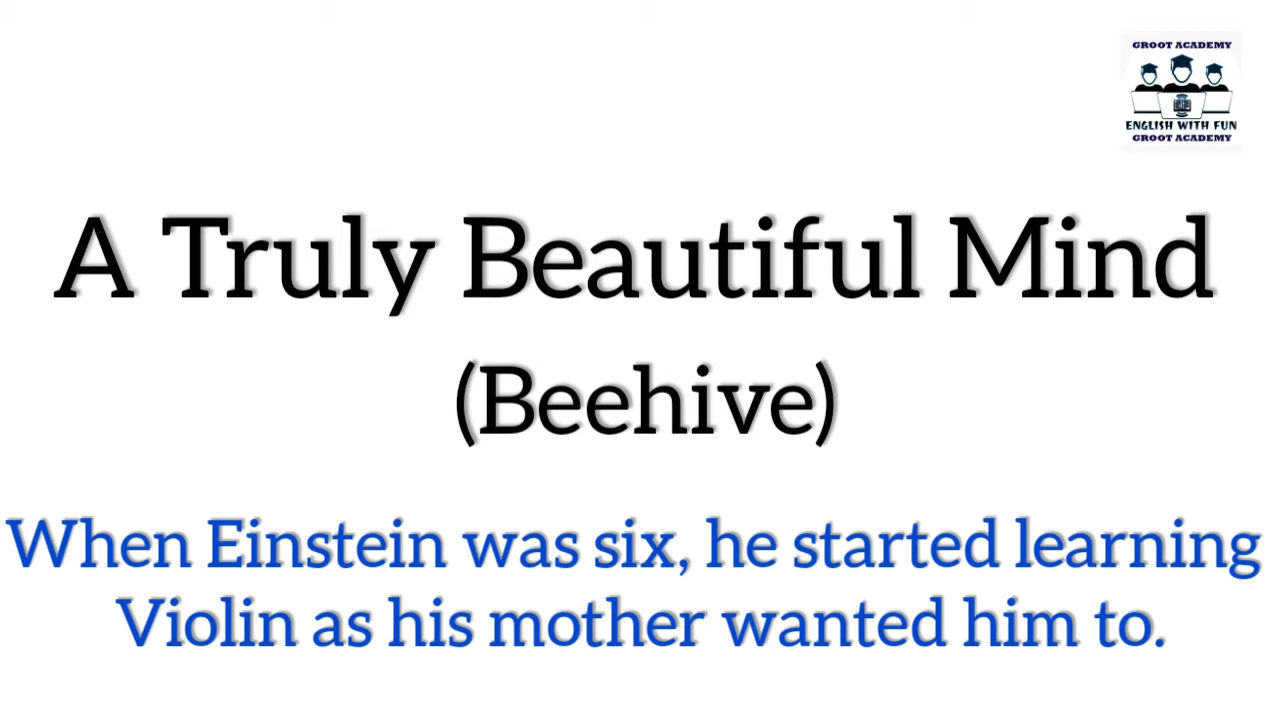 GROOT ACADEMY
ENGLISH WITH FUN
GROOT ACADEMY
A Truly Beautiful Mind
(Beehive)
When Einstein was six, he started learning
Violin as his mother wanted him to.